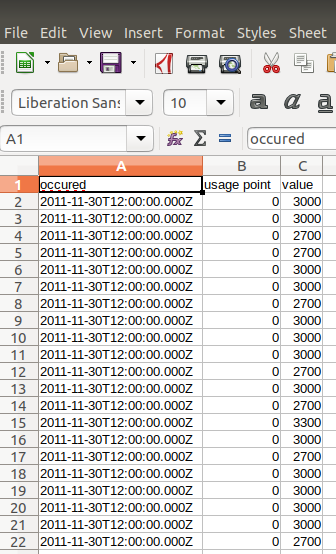 File Edit View Insert Format Styles Sheet
Liberation Sans 10 a a
A1 fx Σ = occured
A B C
1 occured usage point value
2 2011-11-30T12:00:00.000Z 0 3000
3 2011-11-30T12:00:00.000Z 0 3000
4 2011-11-30T12:00:00.000Z 0 2700
5 2011-11-30T12:00:00.000Z 0 2700
6 2011-11-30T12:00:00.000Z 0 3000
7 2011-11-30T12:00:00.000Z 0 3000
8 2011-11-30T12:00:00.000Z 0 2700
9 2011-11-30T12:00:00.000Z 0 3000
10 2011-11-30T12:00:00.000Z 0 3000
11 2011-11-30T12:00:00.000Z 0 3000
12 2011-11-30T12:00:00.000Z 0 2700
13 2011-11-30T12:00:00.000Z 0 3000
14 2011-11-30T12:00:00.000Z 0 2700
15 2011-11-30T12:00:00.000Z 0 3300
16 2011-11-30T12:00:00.000Z 0 3000
17 2011-11-30T12:00:00.000Z 0 2700
18 2011-11-30T12:00:00.000Z 0 3000
19 2011-11-30T12:00:00.000Z 0 3000
20 2011-11-30T12:00:00.000Z 0 3000
21 2011-11-30T12:00:00.000Z 0 3000
22 2011-11-30T12:00:00.000Z 0 2700